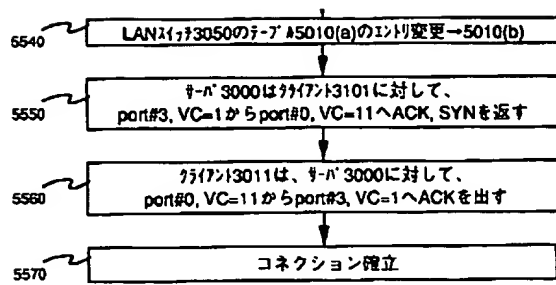 5540
LANｽｲｯﾁ3050のﾃｰﾌﾞﾙ5010(a)のｴﾝﾄﾘ変更→5010(b)
5550
ｻｰﾊﾞ3000はｸﾗｲｱﾝﾄ3101に対して、
port#3, VC=1からport#0, VC=11へACK, SYNを返す
5560
ｸﾗｲｱﾝﾄ3011は、ｻｰﾊﾞ3000に対して、
port#0, VC=11からport#3, VC=1へACKを出す
5570
コネクション確立